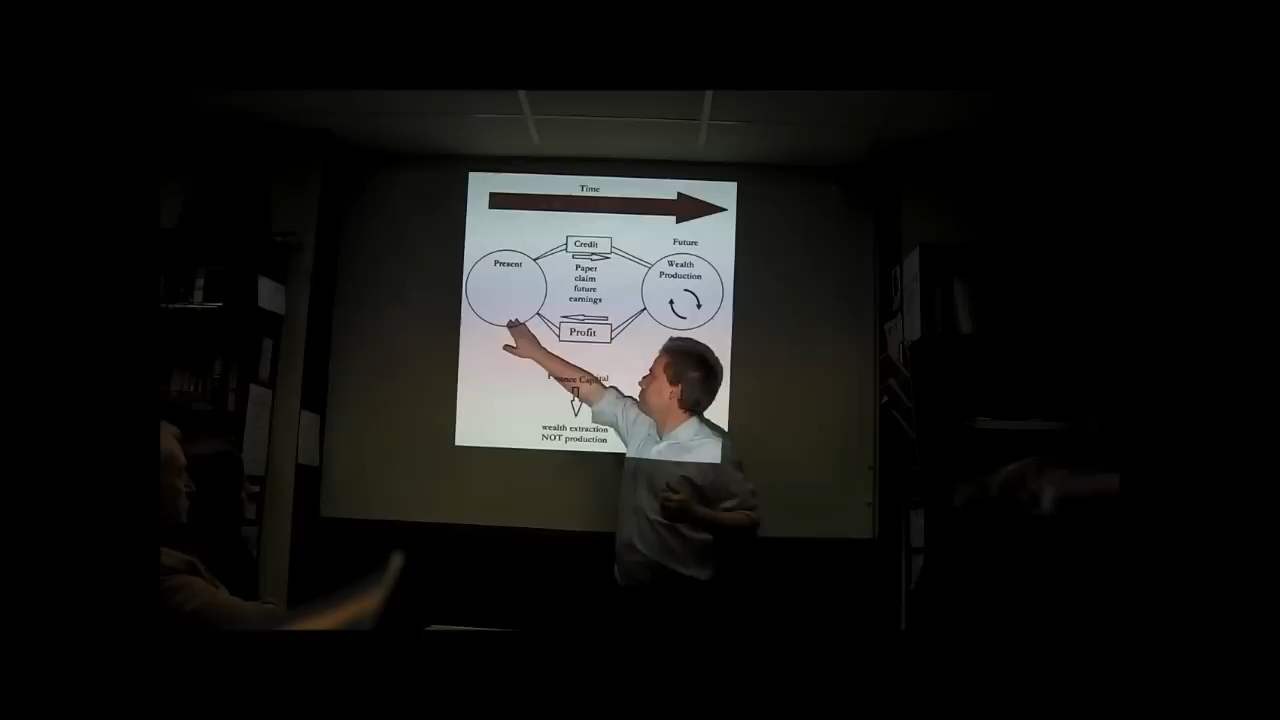 Time
Credit
Future
Present
Paper
claim
future
earnings
Wealth
Production
Profit
Capital
wealth extraction
NOT production